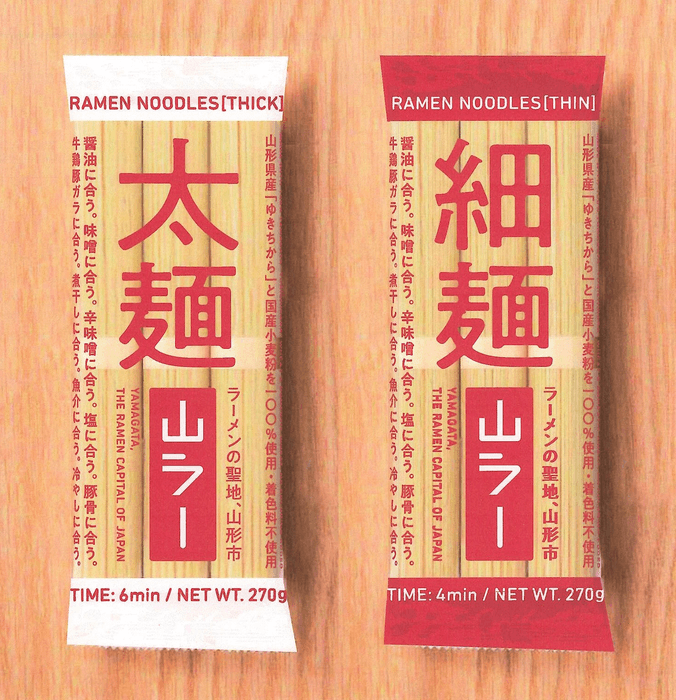 RAMEN NOODLES[THICK]
太麺
山形県産「ゆきちから」と国産小麦粉を一〇〇%使用・着色料不使用
醤油に合う。味噌に合う。辛味噌に合う。塩に合う。豚骨に合う。
牛鶏豚ガラに合う。煮干しに合う。魚介に合う。冷やしに合う。
ラーメンの聖地、山形市
山ラー
YAMAGATA,
THE RAMEN CAPITAL OF JAPAN
TIME: 6min / NET WT. 270g
RAMEN NOODLES[THIN]
細麺
山形県産「ゆきちから」と国産小麦粉を一〇〇%使用・着色料不使用
醤油に合う。味噌に合う。辛味噌に合う。塩に合う。豚骨に合う。
牛鶏豚ガラに合う。煮干しに合う。魚介に合う。冷やしに合う。
ラーメンの聖地、山形市
山ラー
YAMAGATA,
THE RAMEN CAPITAL OF JAPAN
TIME: 4min / NET WT. 270g